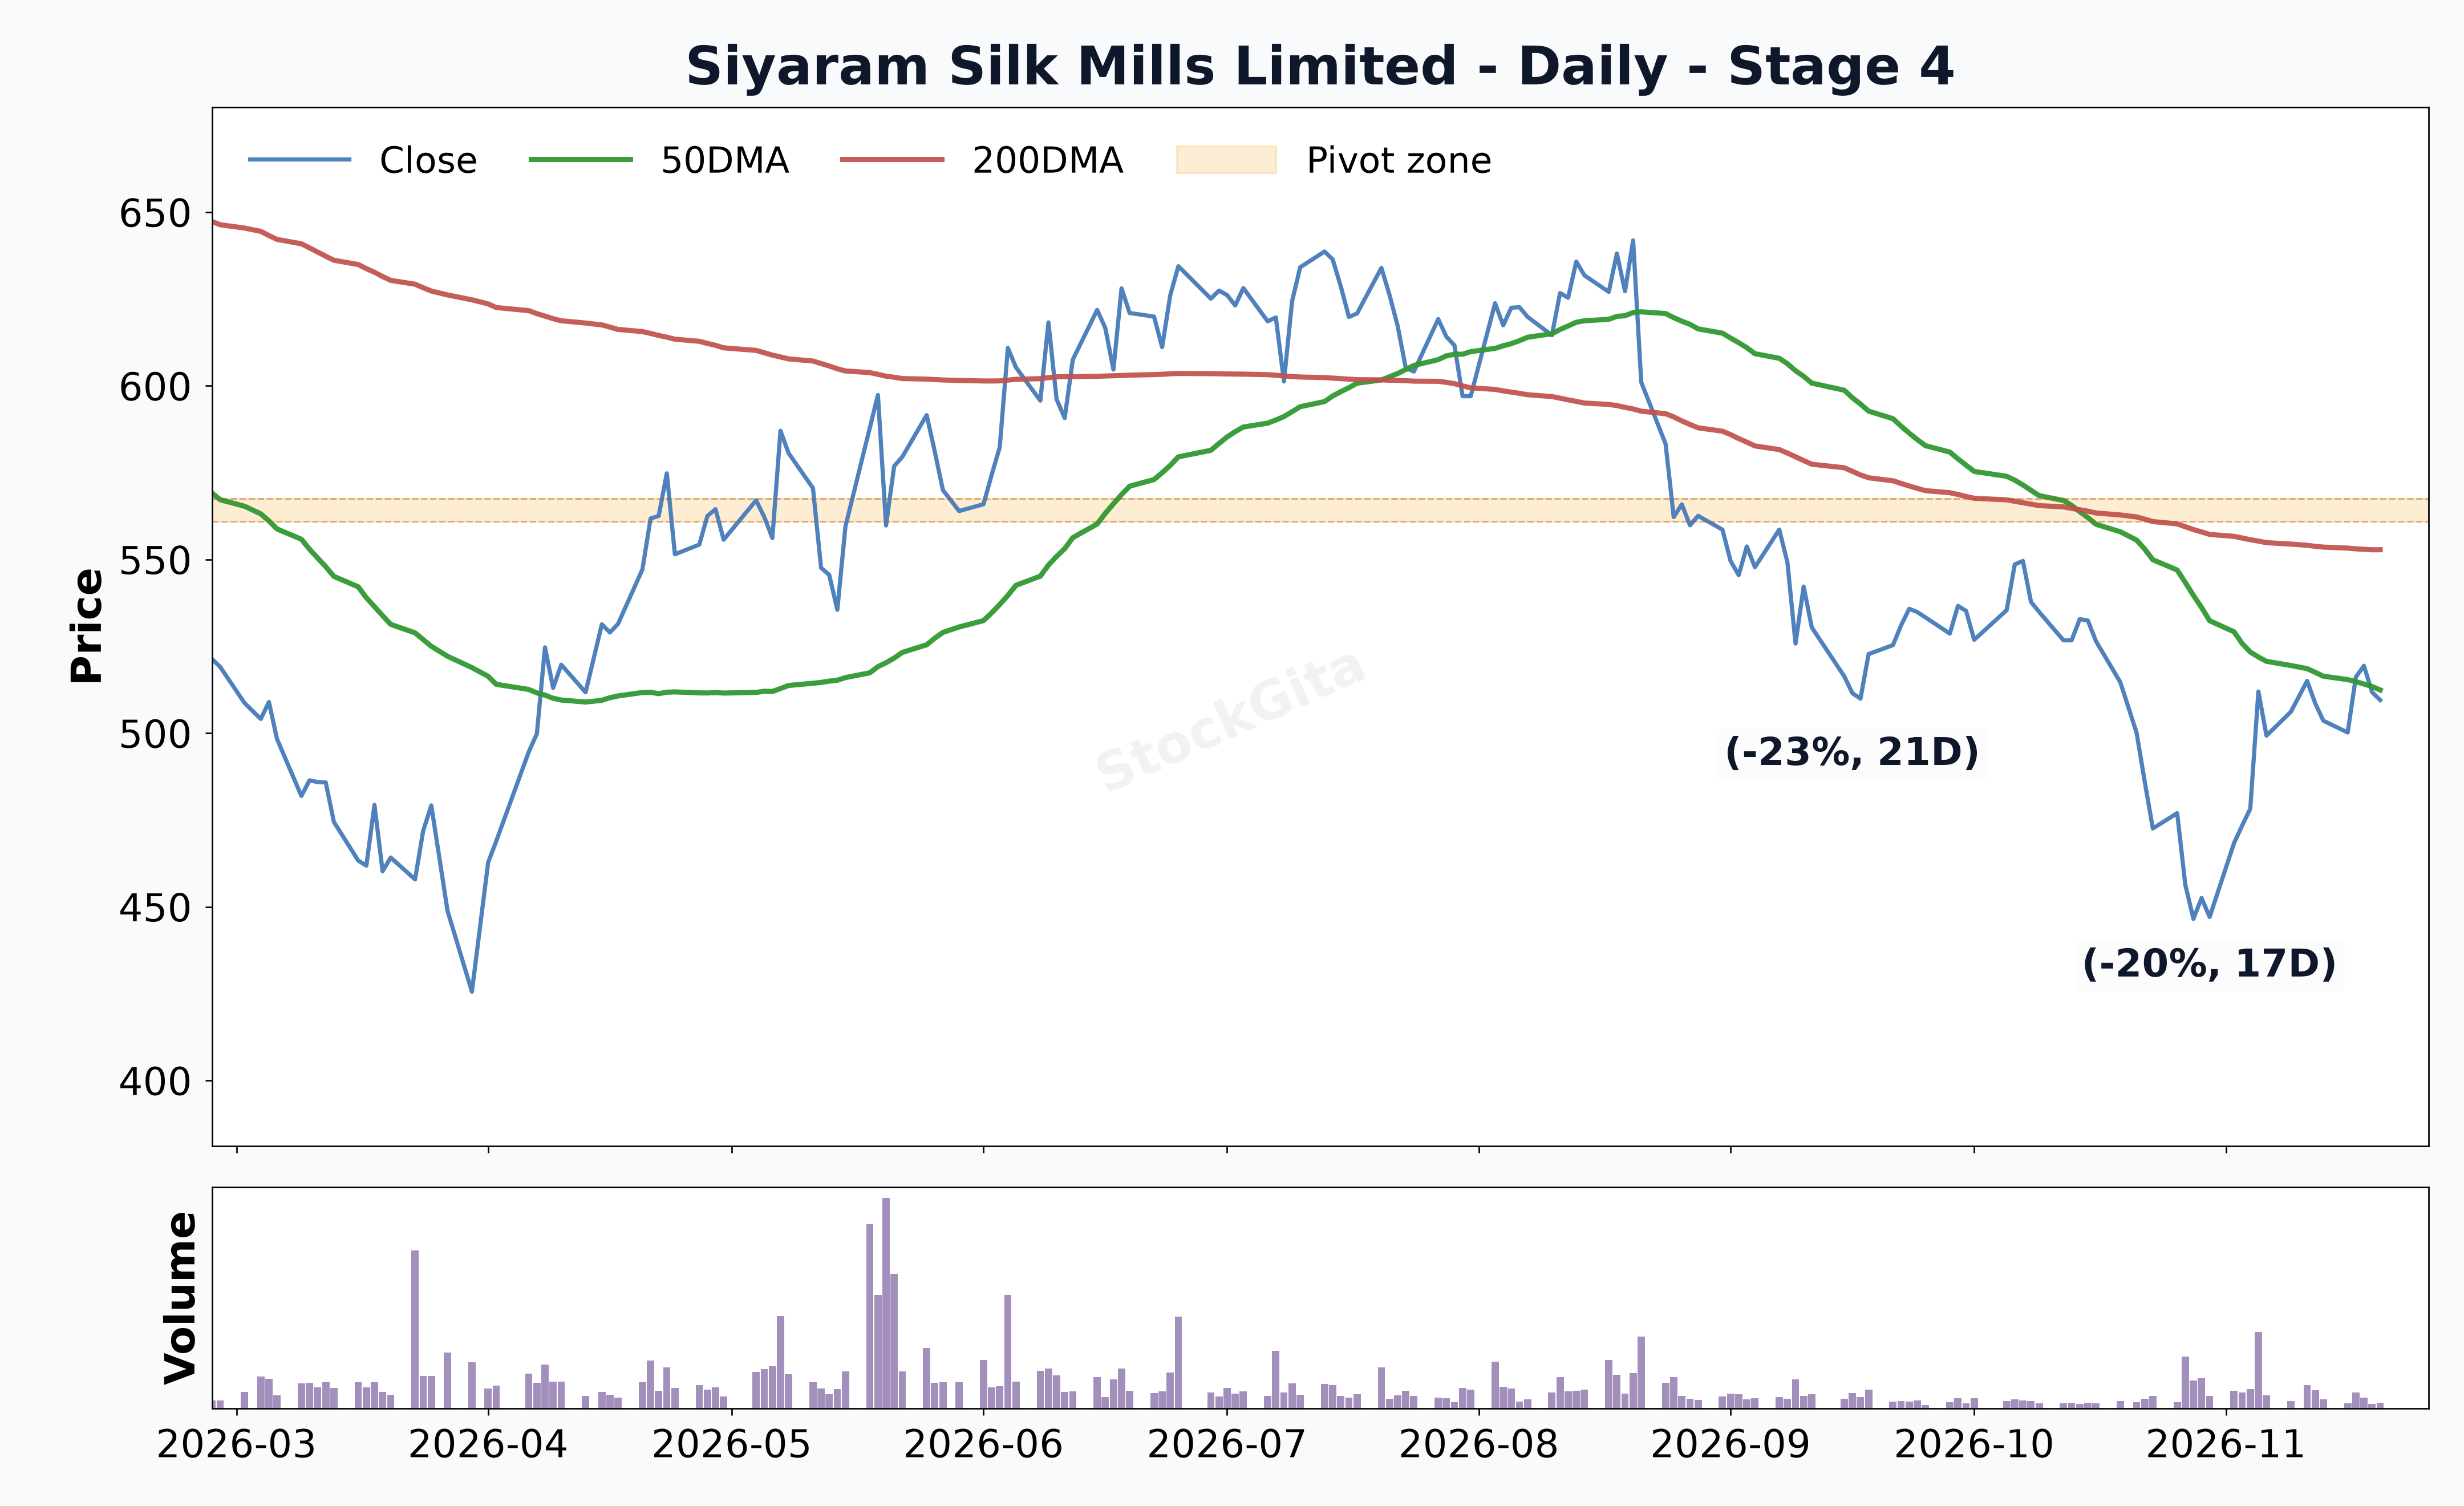 Siyaram Silk Mills Limited - Daily - Stage 4
Close 50DMA 200DMA Pivot zone
650
600
550
500
450
400
Price
StockGita
(-23%, 21D)
(-20%, 17D)
Volume
2026-03 2026-04 2026-05 2026-06 2026-07 2026-08 2026-09 2026-10 2026-11